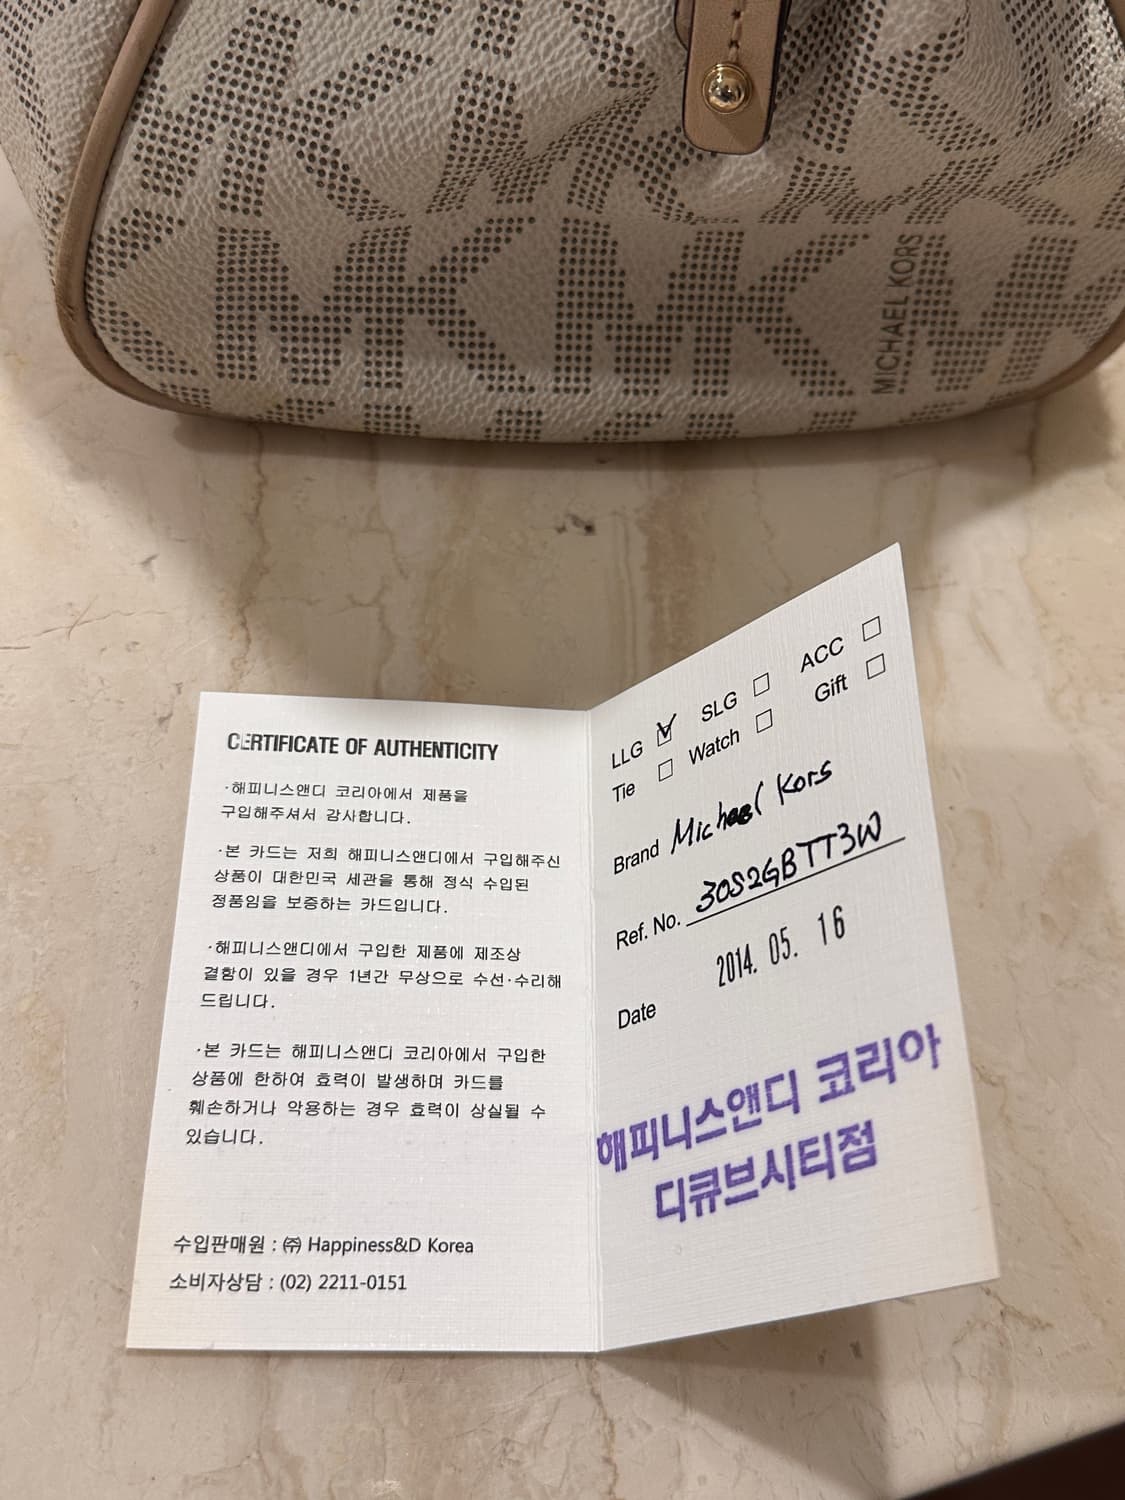 MICHAEL KORS
CERTIFICATE OF AUTHENTICITY
·해피니스앤디 코리아에서 제품을
구입해주셔서 감사합니다.
·본 카드는 저희 해피니스앤디에서 구입해주신
상품이 대한민국 세관을 통해 정식 수입된
정품임을 보증하는 카드입니다.
·해피니스앤디에서 구입한 제품에 제조상
결함이 있을 경우 1년간 무상으로 수선·수리해
드립니다.
·본 카드는 해피니스앤디 코리아에서 구입한
상품에 한하여 효력이 발생하며 카드를
훼손하거나 악용하는 경우 효력이 상실될 수
있습니다.
수입판매원 : ㈜ Happiness&D Korea
소비자상담 : (02) 2211-0151
LLG ☑ SLG □ ACC □
Tie □ Watch □ Gift □
Brand Michael Kors
Ref. No. 30S2GBTT3W
2014. 05. 16
Date
해피니스앤디 코리아
디큐브시티점